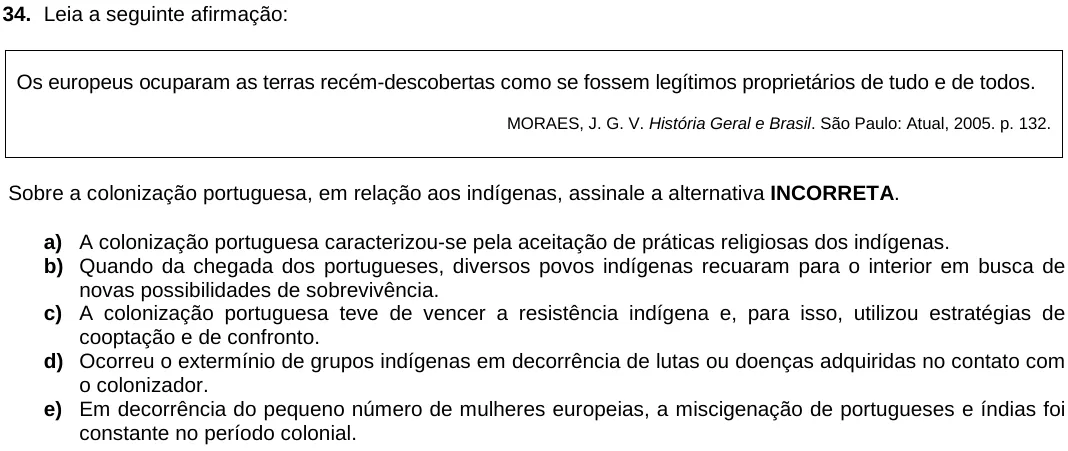 34. Leia a seguinte afirmação:
Os europeus ocuparam as terras recém-descobertas como se fossem legítimos proprietários de tudo e de todos.
MORAES, J. G. V. História Geral e Brasil. São Paulo: Atual, 2005. p. 132.
Sobre a colonização portuguesa, em relação aos indígenas, assinale a alternativa INCORRETA.
a) A colonização portuguesa caracterizou-se pela aceitação de práticas religiosas dos indígenas.
b) Quando da chegada dos portugueses, diversos povos indígenas recuaram para o interior em busca de
novas possibilidades de sobrevivência.
c) A colonização portuguesa teve de vencer a resistência indígena e, para isso, utilizou estratégias de
cooptação e de confronto.
d) Ocorreu o extermínio de grupos indígenas em decorrência de lutas ou doenças adquiridas no contato com
o colonizador.
e) Em decorrência do pequeno número de mulheres europeias, a miscigenação de portugueses e índias foi
constante no período colonial.